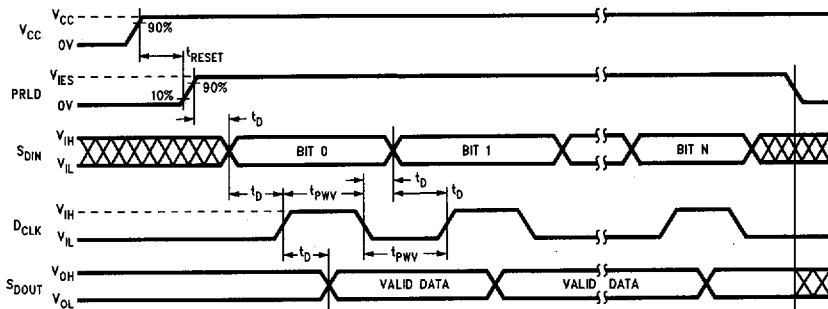 VCC
VCC
0V
90%
tRESET
PRLD
VIES
0V
10%
90%
tD
SDIN
VIH
VIL
BIT 0
BIT 1
BIT N
tD
tPWV
tD
tD
DCLK
VIH
VIL
tD
tPWV
SDOUT
VOH
VOL
VALID DATA
VALID DATA